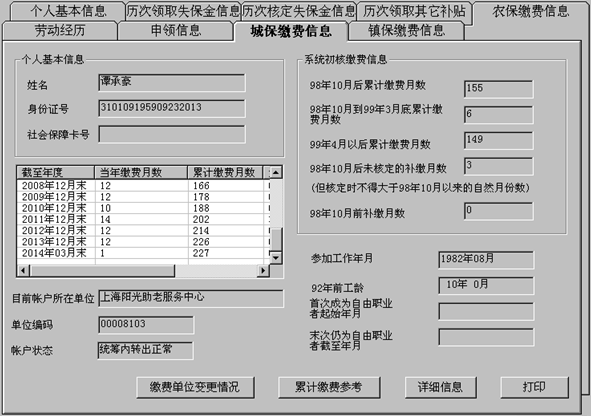 个人基本信息 历次领取失保金信息 历次核定失保金信息 历次领取其它补贴 农保缴费信息
劳动经历 申领信息 城保缴费信息 镇保缴费信息
个人基本信息
姓名 谭承豪
身份证号 310109195909232013
社会保障卡号
截至年度 当年缴费月数 累计缴费月数
2008年12月末 12 166
2009年12月末 12 178
2010年12月末 10 188
2011年12月末 14 202
2012年12月末 12 214
2013年12月末 12 226
2014年03月末 1 227
目前帐户所在单位 上海阳光助老服务中心
单位编码 00008103
帐户状态 统筹内转出正常
系统初核缴费信息
98年10月后累计缴费月数 155
98年10月到99年3月底累计缴
费月数 6
99年4月以后累计缴费月数 149
98年10月后未核定的补缴月数 3
(但核定时不得大于98年10月以来的自然月份数)
98年10月前补缴月数 0
参加工作年月 1982年08月
92年前工龄 10年 0月
首次成为自由职业
者起始年月
末次仍为自由职业
者截至年月
缴费单位变更情况 累计缴费参考 详细信息 打印